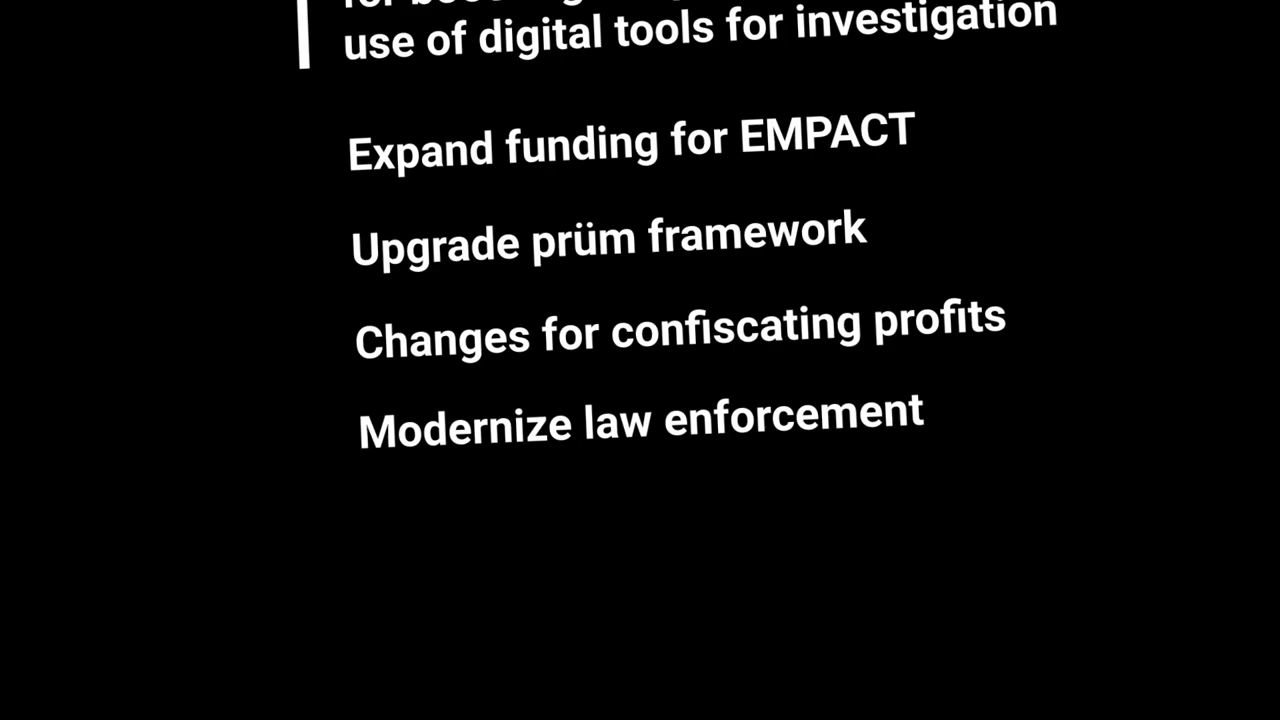 use of digital tools for investigation
Expand funding for EMPACT
Upgrade prüm framework
Changes for confiscating profits
Modernize law enforcement